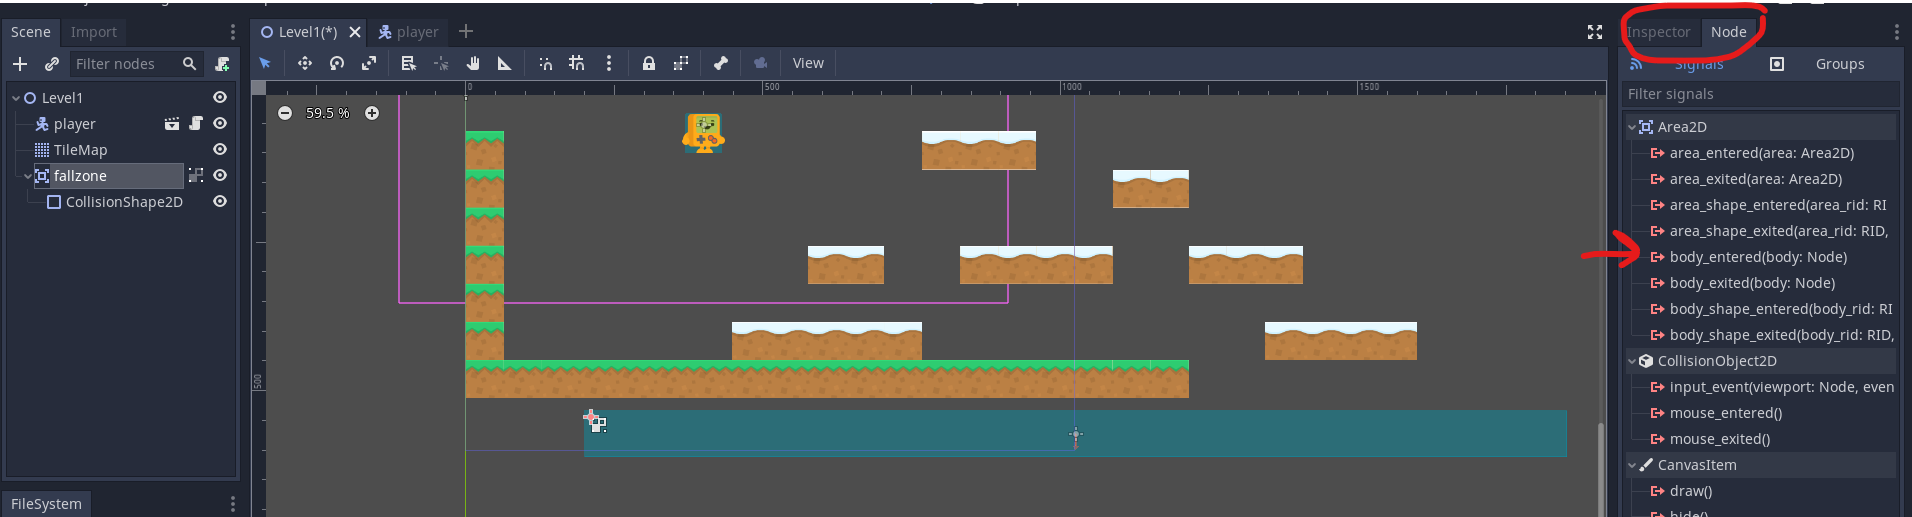 Scene Import
Level1(*) player
Inspector Node
Filter nodes
View
Signals Groups
Level1
player
TileMap
fallzone
CollisionShape2D
FileSystem
0 500 1000 1500
59.5 %
500
Filter signals
Area2D
area_entered(area: Area2D)
area_exited(area: Area2D)
area_shape_entered(area_rid: RI
area_shape_exited(area_rid: RID,
body_entered(body: Node)
body_exited(body: Node)
body_shape_entered(body_rid: RI
body_shape_exited(body_rid: RID,
CollisionObject2D
input_event(viewport: Node, even
mouse_entered()
mouse_exited()
CanvasItem
draw()
hide()